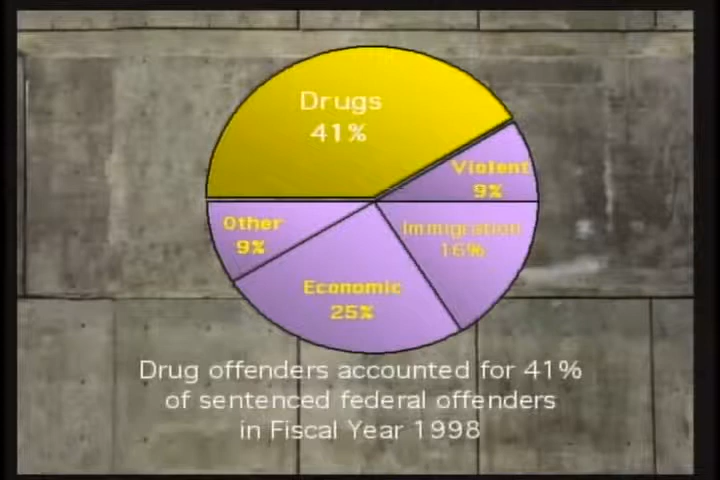 Drugs
41%
Violent
9%
Other
9%
Immigration
16%
Economic
25%
Drug offenders accounted for 41%
of sentenced federal offenders
in Fiscal Year 1998